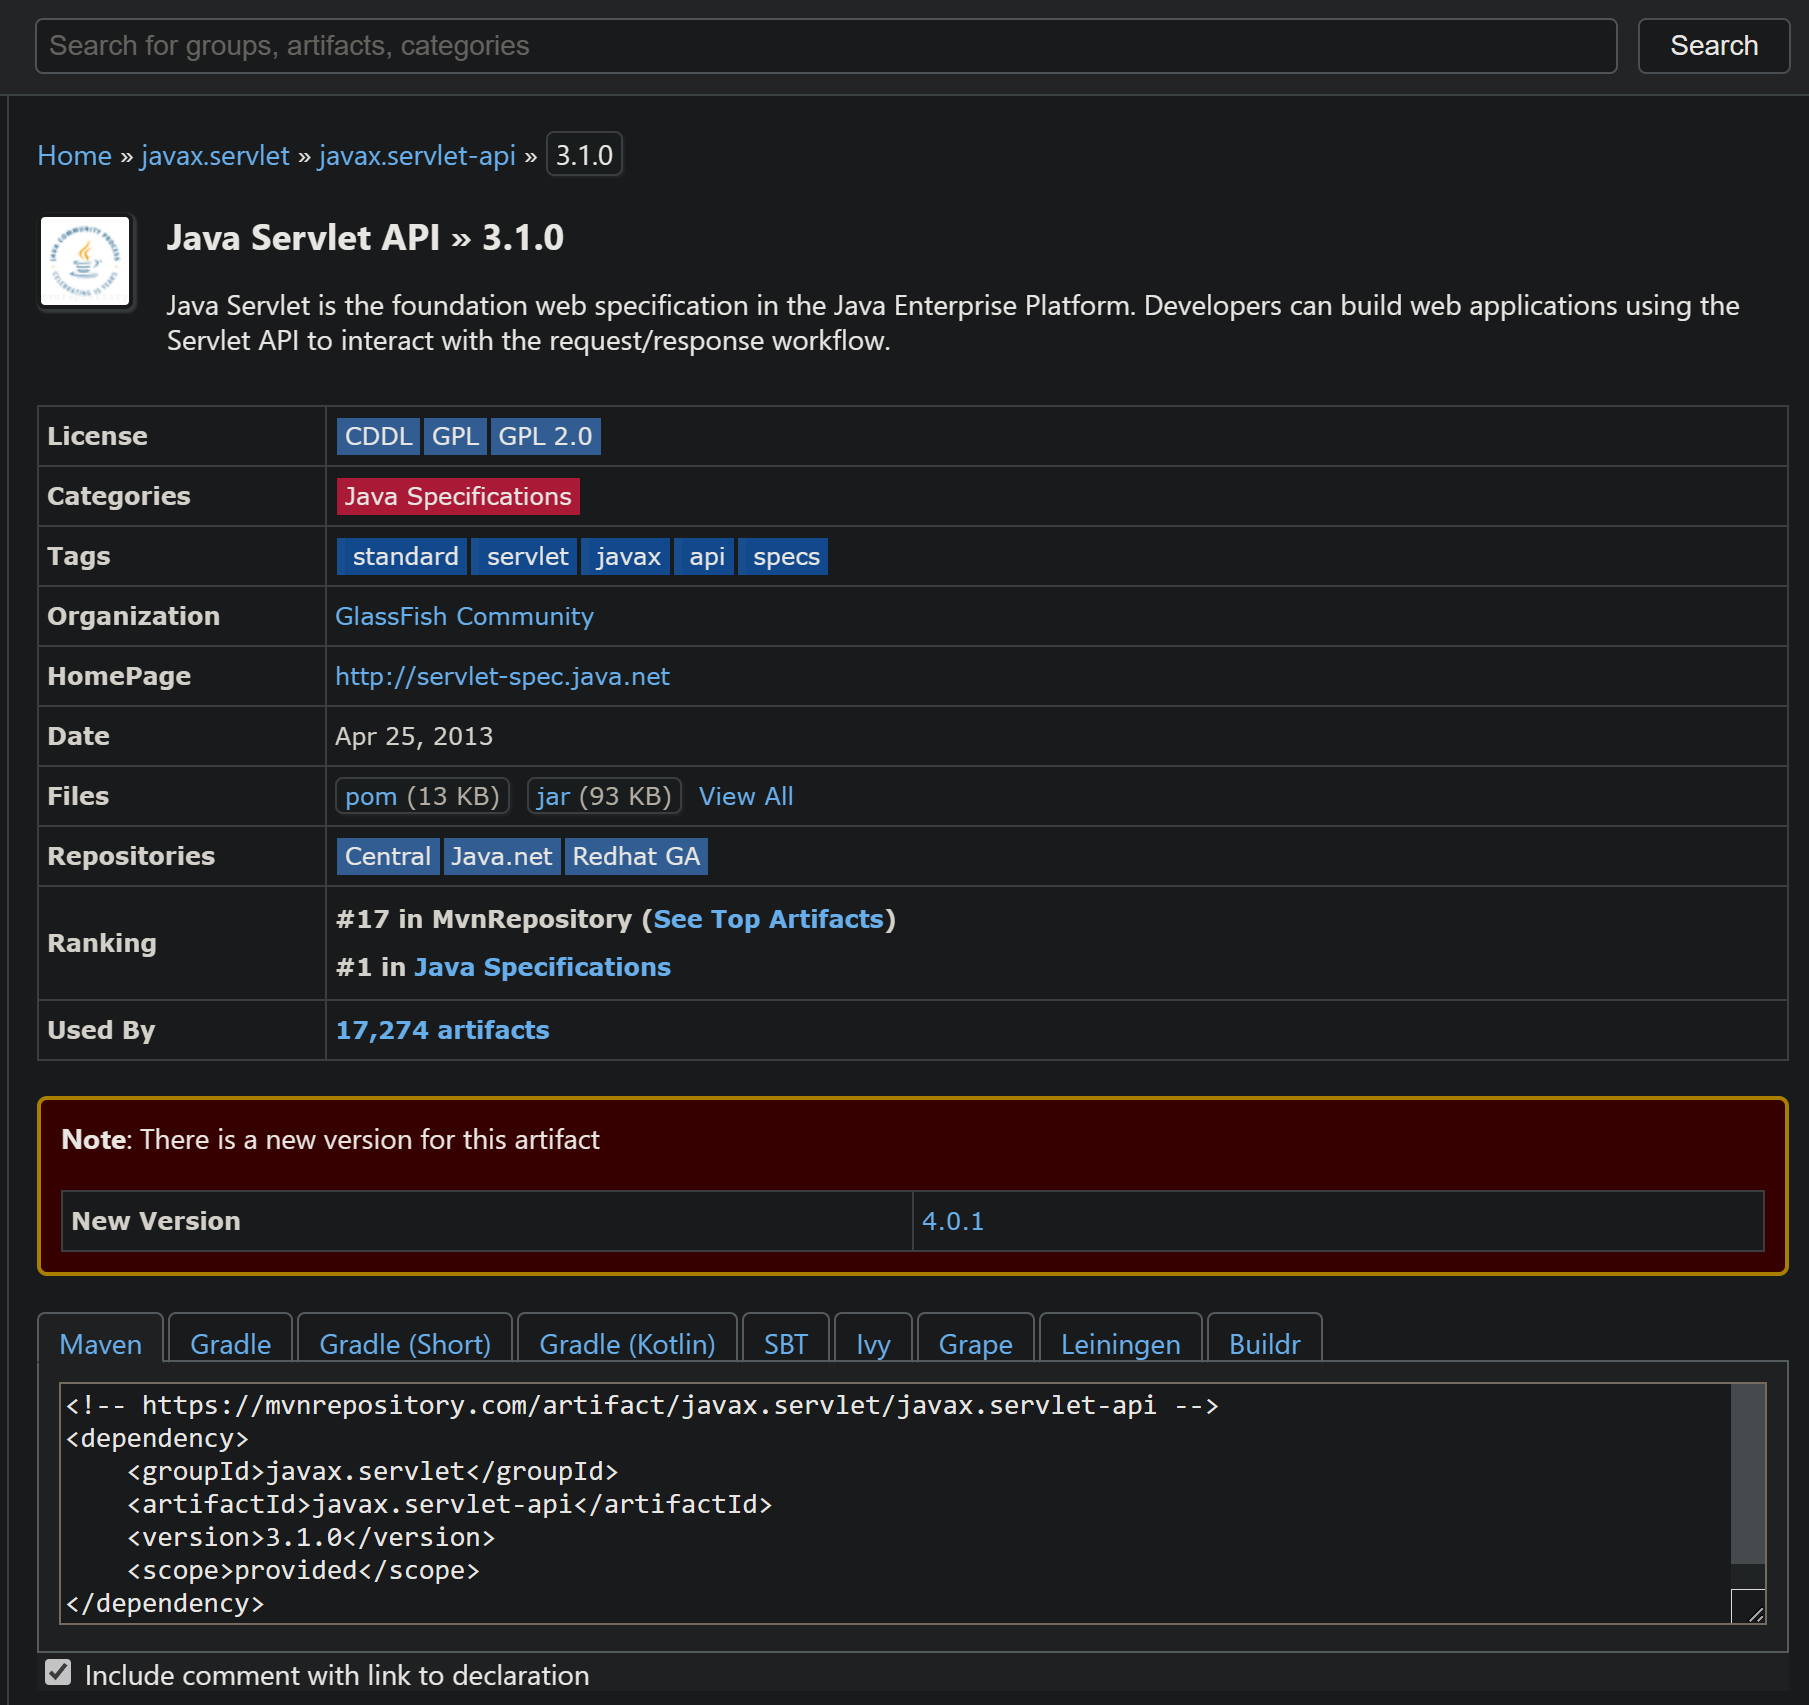 Search for groups, artifacts, categories
Search
Home » javax.servlet » javax.servlet-api » 3.1.0
Java Servlet API » 3.1.0
Java Servlet is the foundation web specification in the Java Enterprise Platform. Developers can build web applications using the
Servlet API to interact with the request/response workflow.
License CDDL GPL GPL 2.0
Categories Java Specifications
Tags standard servlet javax api specs
Organization GlassFish Community
HomePage http://servlet-spec.java.net
Date Apr 25, 2013
Files pom (13 KB) jar (93 KB) View All
Repositories Central Java.net Redhat GA
Ranking
#17 in MvnRepository (See Top Artifacts)
#1 in Java Specifications
Used By 17,274 artifacts
Note: There is a new version for this artifact
New Version 4.0.1
Maven Gradle Gradle (Short) Gradle (Kotlin) SBT Ivy Grape Leiningen Buildr
<!-- https://mvnrepository.com/artifact/javax.servlet/javax.servlet-api -->
<dependency>
    <groupId>javax.servlet</groupId>
    <artifactId>javax.servlet-api</artifactId>
    <version>3.1.0</version>
    <scope>provided</scope>
</dependency>
Include comment with link to declaration